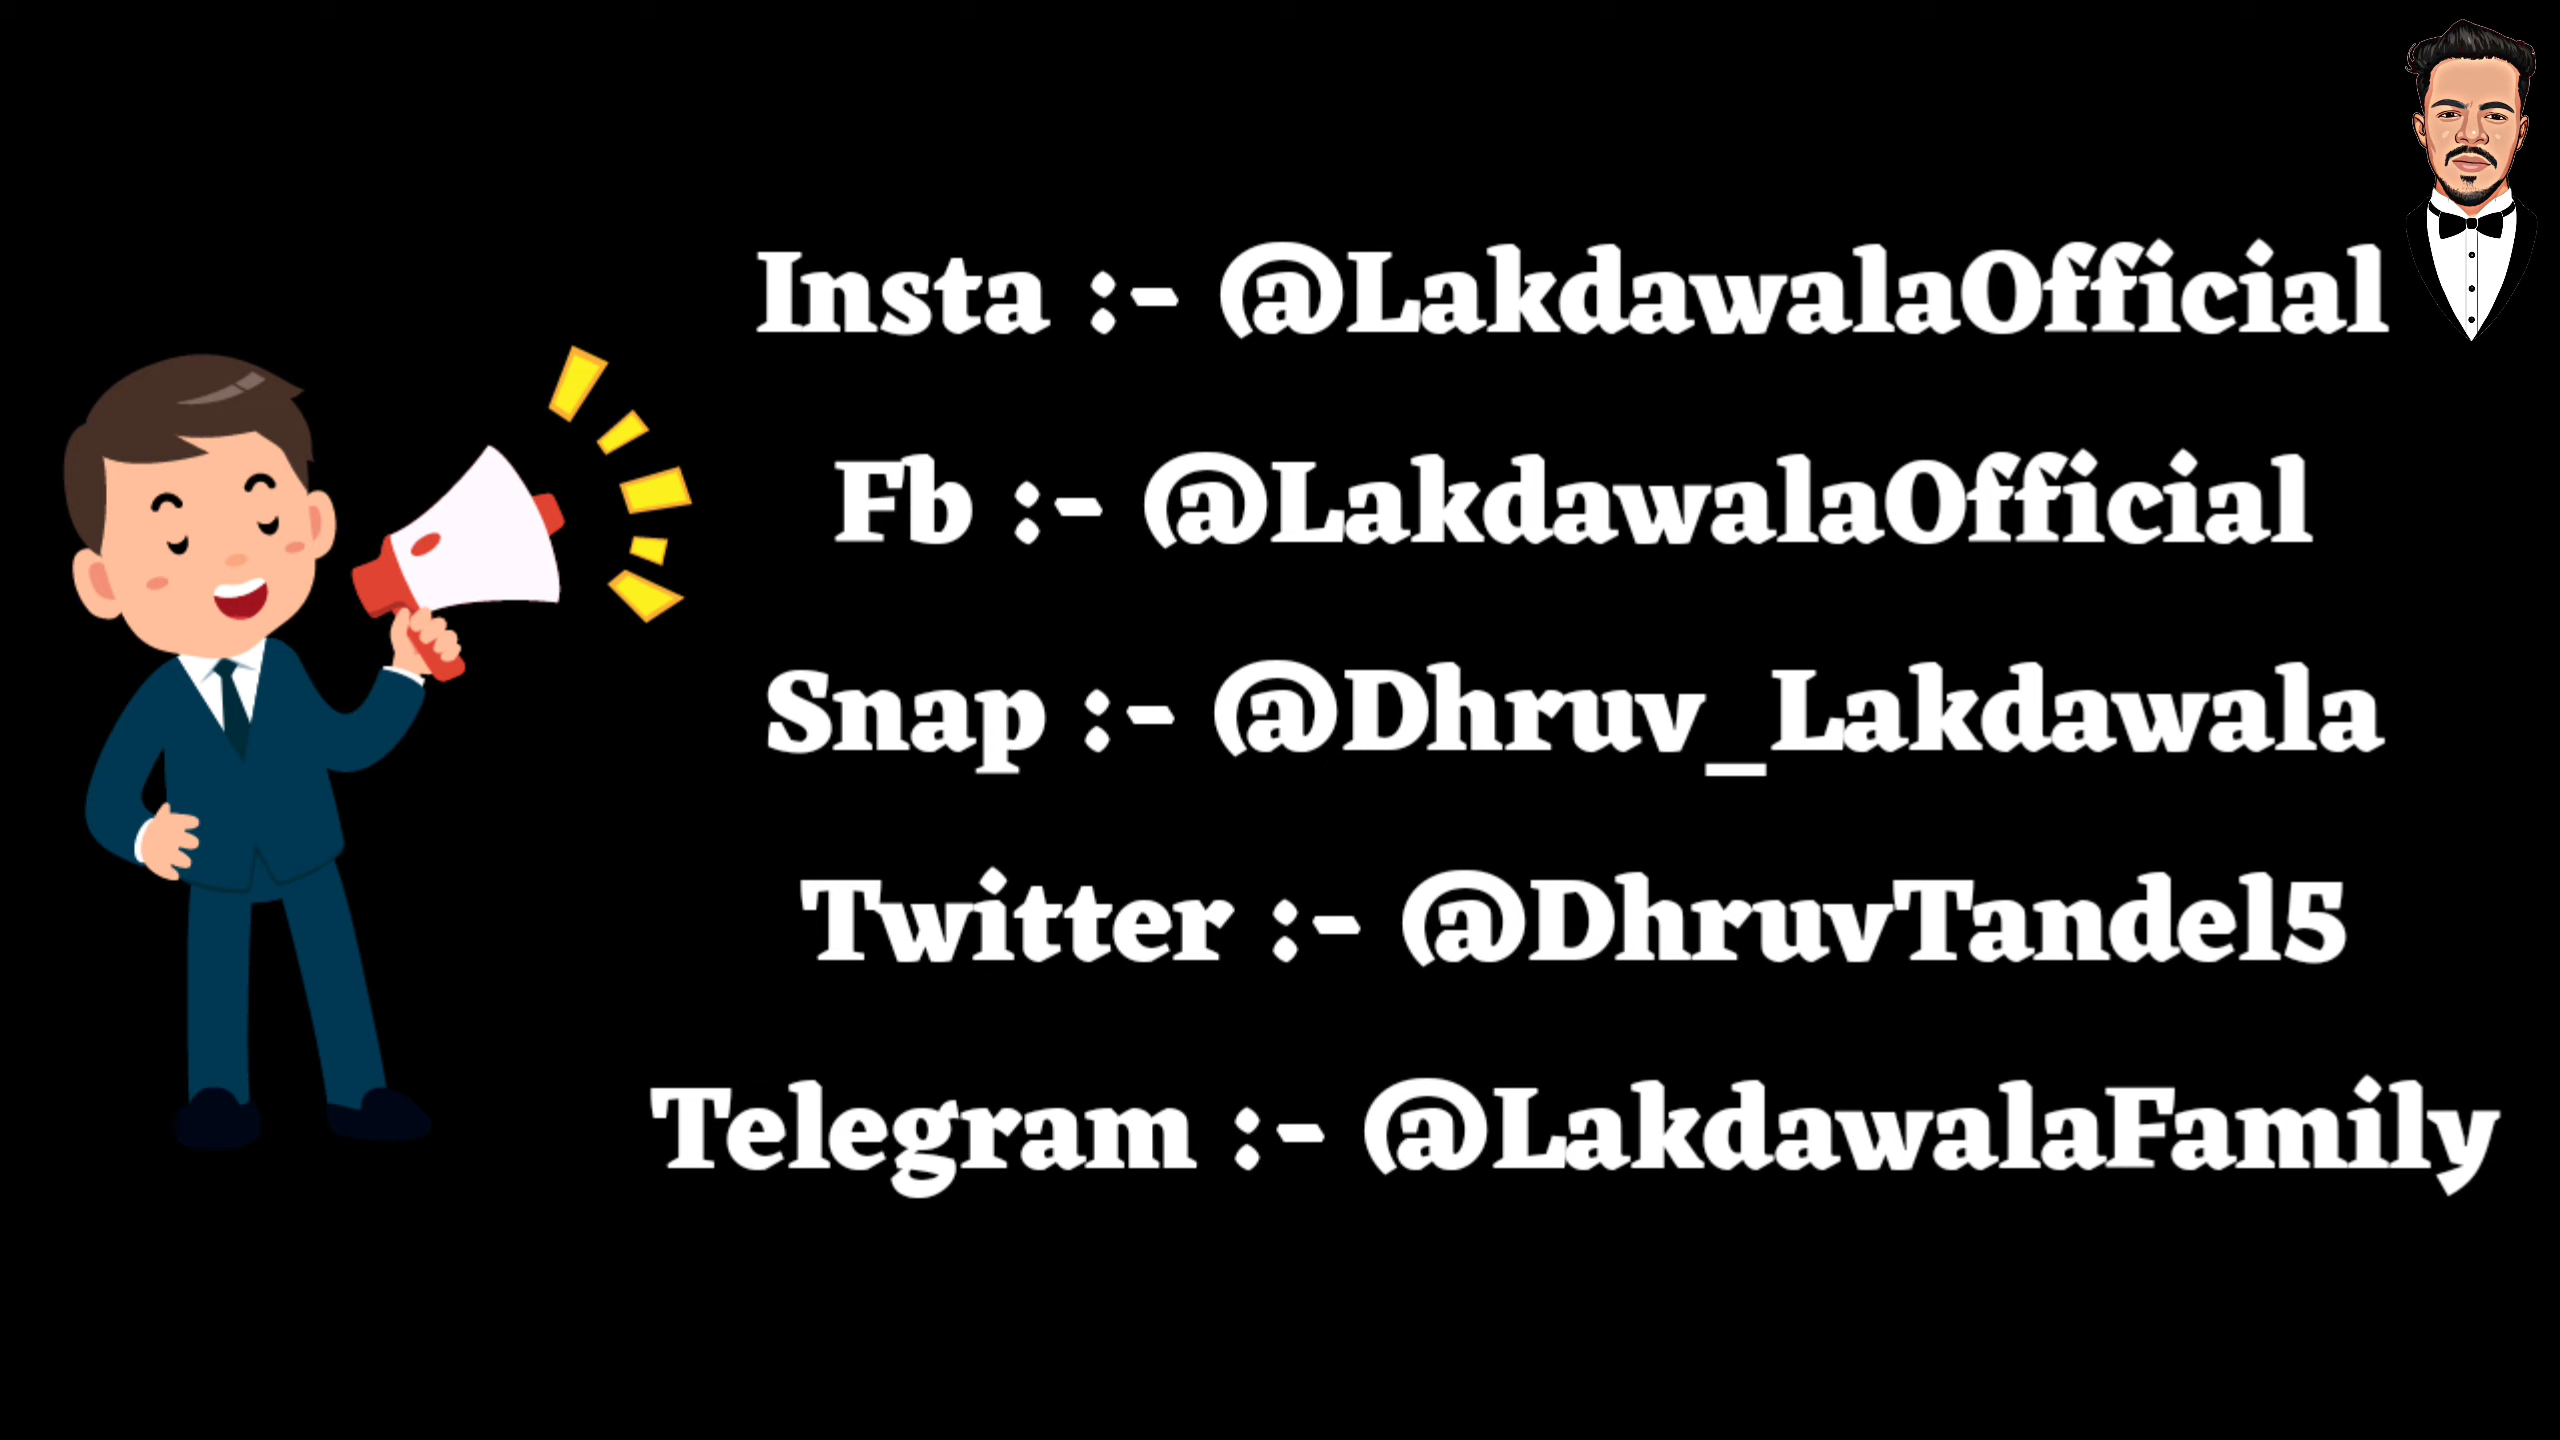 Insta :- @LakdawalaOfficial
Fb :- @LakdawalaOfficial
Snap :- @Dhruv_Lakdawala
Twitter :- @DhruvTandel5
Telegram :- @LakdawalaFamily